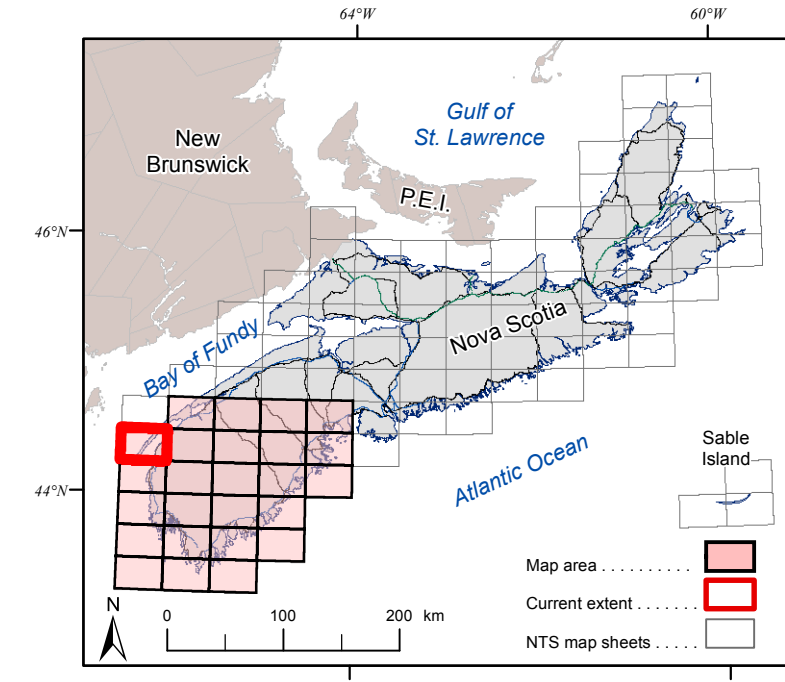 64°W
60°W
Gulf of
St. Lawrence
New
Brunswick
P.E.I.
46°N
Nova Scotia
Bay of Fundy
Sable
Island
Atlantic Ocean
44°N
Map area . . . . . . . . . .
Current extent . . . . . . .
NTS map sheets . . . . .
N
0 100 200 km